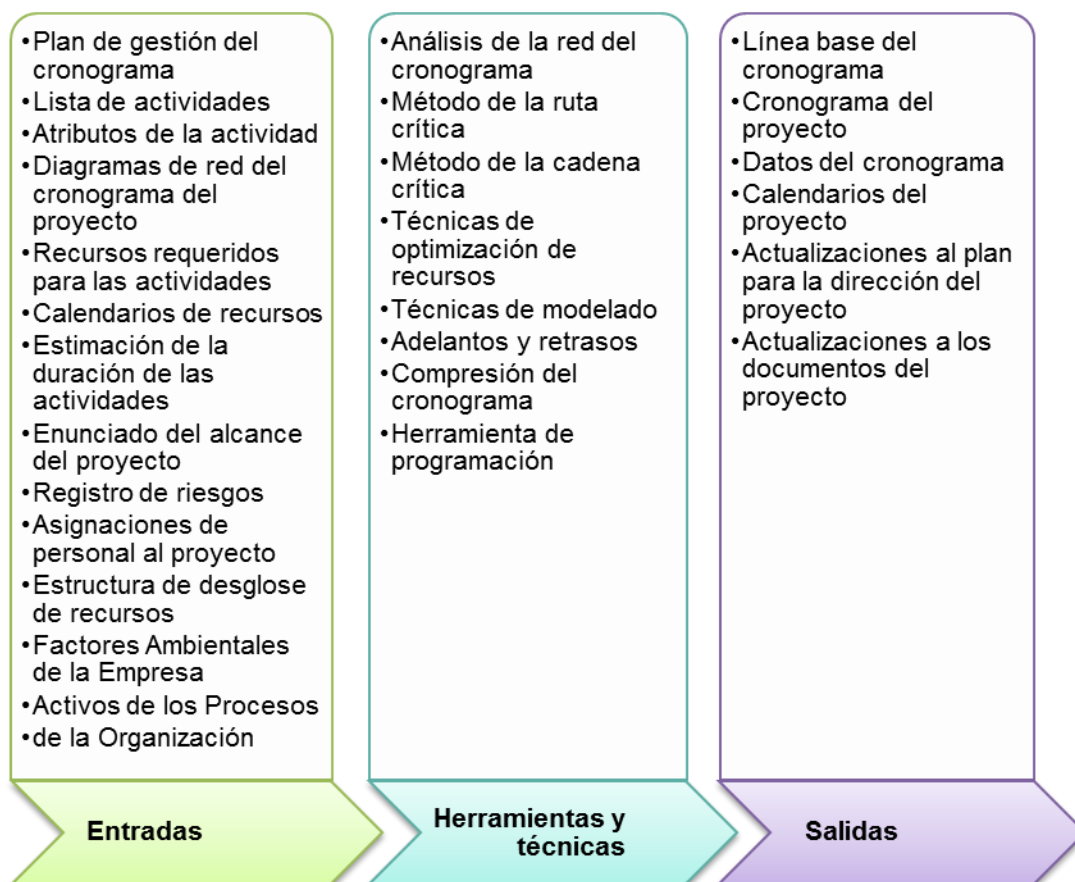 •Plan de gestión del
cronograma
•Lista de actividades
•Atributos de la actividad
•Diagramas de red del
cronograma del
proyecto
•Recursos requeridos
para las actividades
•Calendarios de recursos
•Estimación de la
duración de las
actividades
•Enunciado del alcance
del proyecto
•Registro de riesgos
•Asignaciones de
personal al proyecto
•Estructura de desglose
de recursos
•Factores Ambientales
de la Empresa
•Activos de los Procesos
•de la Organización
Entradas
•Análisis de la red del
cronograma
•Método de la ruta
crítica
•Método de la cadena
crítica
•Técnicas de
optimización de
recursos
•Técnicas de modelado
•Adelantos y retrasos
•Compresión del
cronograma
•Herramienta de
programación
Herramientas y
técnicas
•Línea base del
cronograma
•Cronograma del
proyecto
•Datos del cronograma
•Calendarios del
proyecto
•Actualizaciones al plan
para la dirección del
proyecto
•Actualizaciones a los
documentos del
proyecto
Salidas